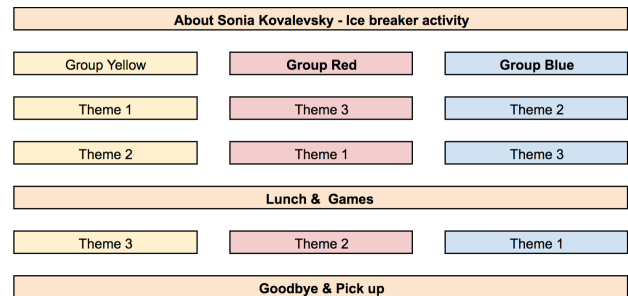 About Sonia Kovalevsky - Ice breaker activity
Group Yellow Group Red Group Blue
Theme 1 Theme 3 Theme 2
Theme 2 Theme 1 Theme 3
Lunch & Games
Theme 3 Theme 2 Theme 1
Goodbye & Pick up